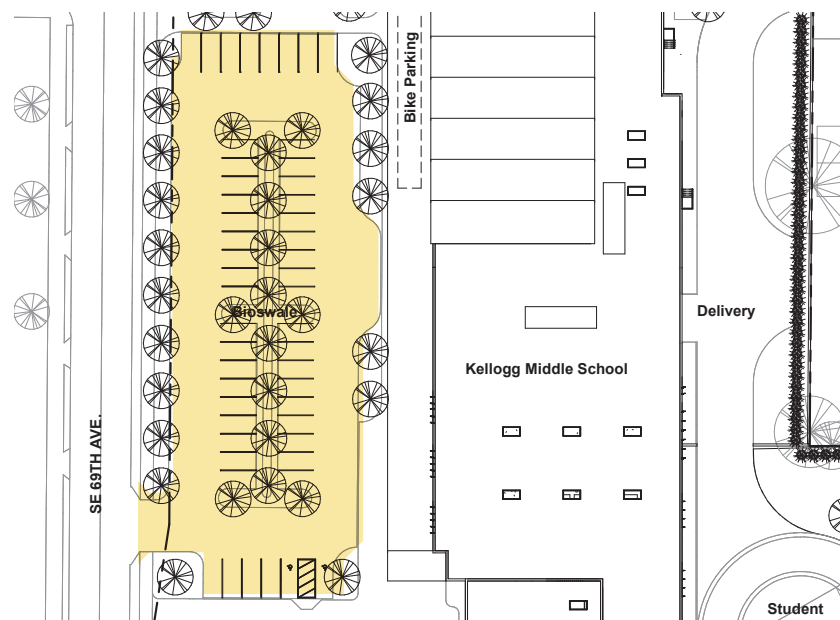 Bike Parking
Bioswale
Delivery
Kellogg Middle School
SE 69TH AVE.
Student